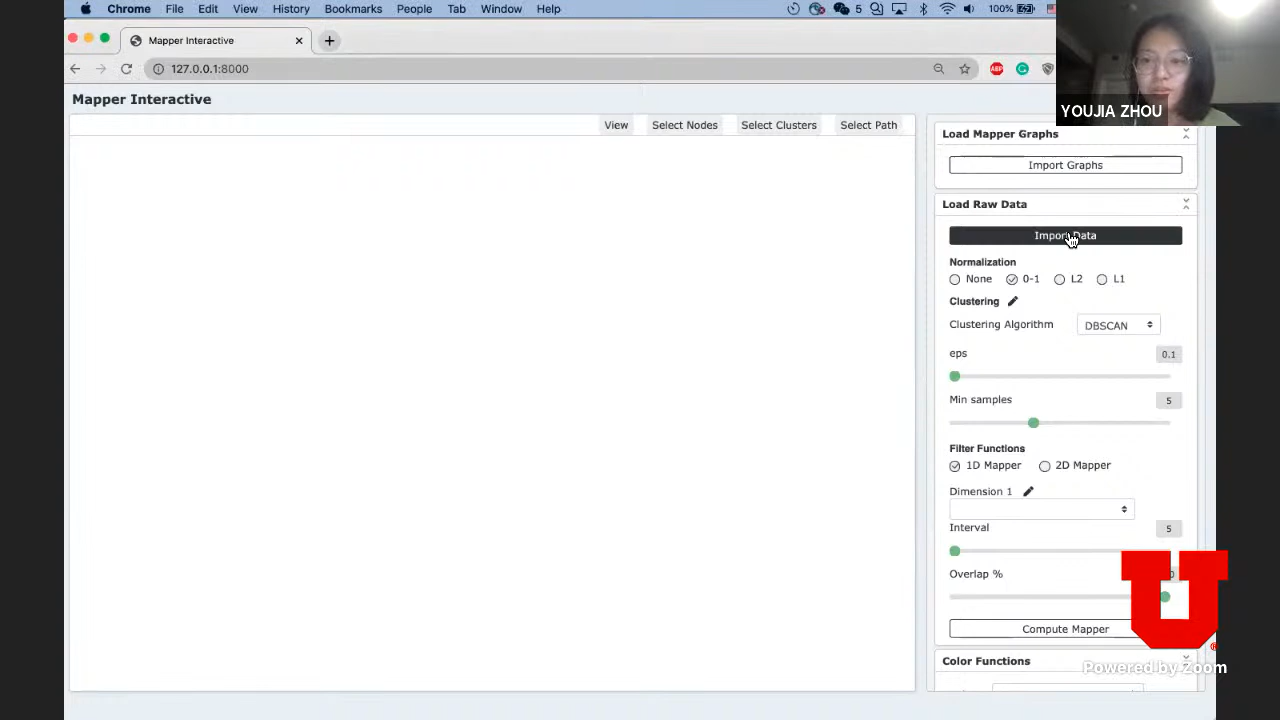 Chrome File Edit View History Bookmarks People Tab Window Help 5 100%
Mapper Interactive
127.0.0.1:8000 ABP
YOUJIA ZHOU
Mapper Interactive
View Select Nodes Select Clusters Select Path
Load Mapper Graphs
Import Graphs
Load Raw Data
Import Data
Normalization
None 0-1 L2 L1
Clustering
Clustering Algorithm DBSCAN
eps 0.1
Min samples 5
Filter Functions
1D Mapper 2D Mapper
Dimension 1
Interval 5
Overlap %
Compute Mapper
U
Color Functions
Powered by Zoom